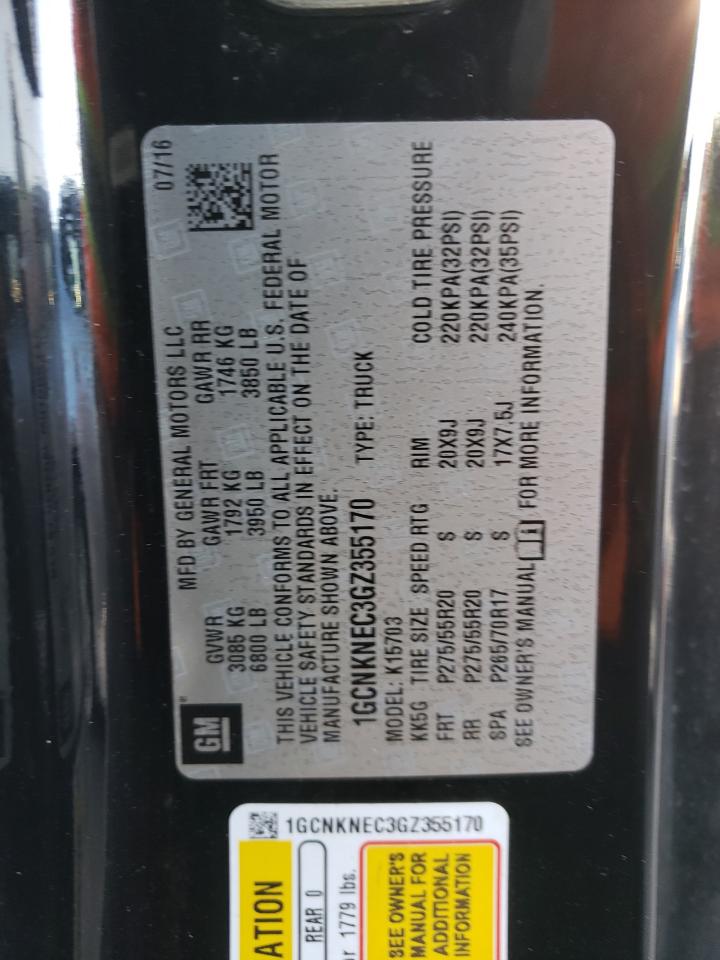 MFD BY GENERAL MOTORS LLC 07/16
GM
GVWR GAWR FRT GAWR RR
3085 KG 1792 KG 1746 KG
6800 LB 3950 LB 3850 LB
THIS VEHICLE CONFORMS TO ALL APPLICABLE U.S. FEDERAL MOTOR
VEHICLE SAFETY STANDARDS IN EFFECT ON THE DATE OF
MANUFACTURE SHOWN ABOVE.
1GCNKNEC3GZ355170 TYPE: TRUCK
MODEL: K15703
KK5G TIRE SIZE SPEED RTG RIM COLD TIRE PRESSURE
FRT P275/55R20 S 20X9J 220KPA(32PSI)
RR P275/55R20 S 20X9J 220KPA(32PSI)
SPA P265/70R17 S 17X7.5J 240KPA(35PSI)
SEE OWNER'S MANUAL FOR MORE INFORMATION.
1GCNKNEC3GZ355170
ATION
REAR 0
or 1779 lbs.
SEE OWNER'S
MANUAL FOR
ADDITIONAL
INFORMATION